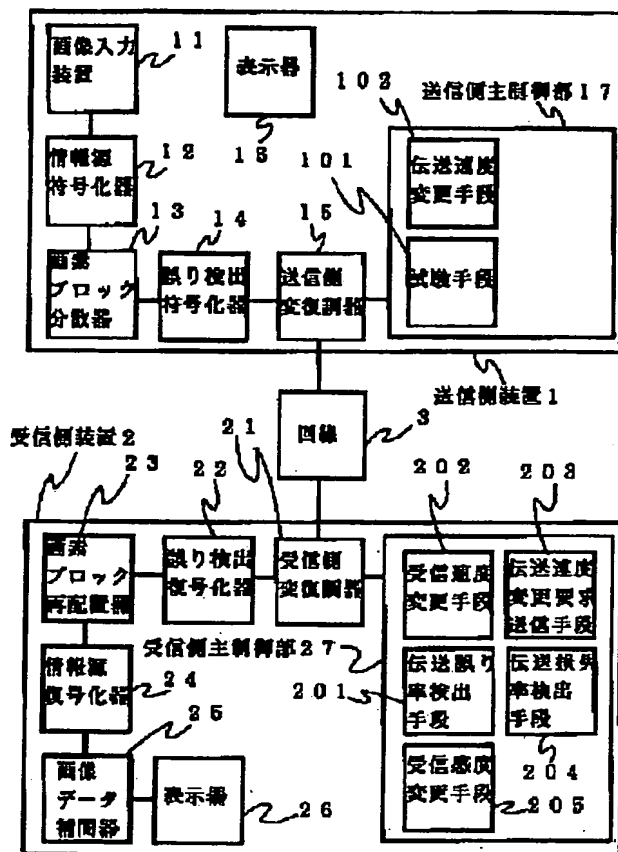 画像入力
装置
11
表示器
16
102
送信側主制御部17
伝送速度
変更手段
情報源
符号化器
12
101
13
14
15
試験手段
画素
ブロック
分散器
誤り検出
符号化器
送信側
変復調器
送信側装置1
回線
3
受信側装置2
21
23
22
202
203
画素
ブロック
再配置器
誤り検出
復号化器
受信側
変復調器
受信速度
変更手段
伝送速度
変更要求
送信手段
受信側主制御部27
情報源
復号化器
24
201
伝送誤り
率検出
手段
伝送損失
率検出
手段
25
204
画像
データ
補間器
表示器
26
受信感度
変更手段
205